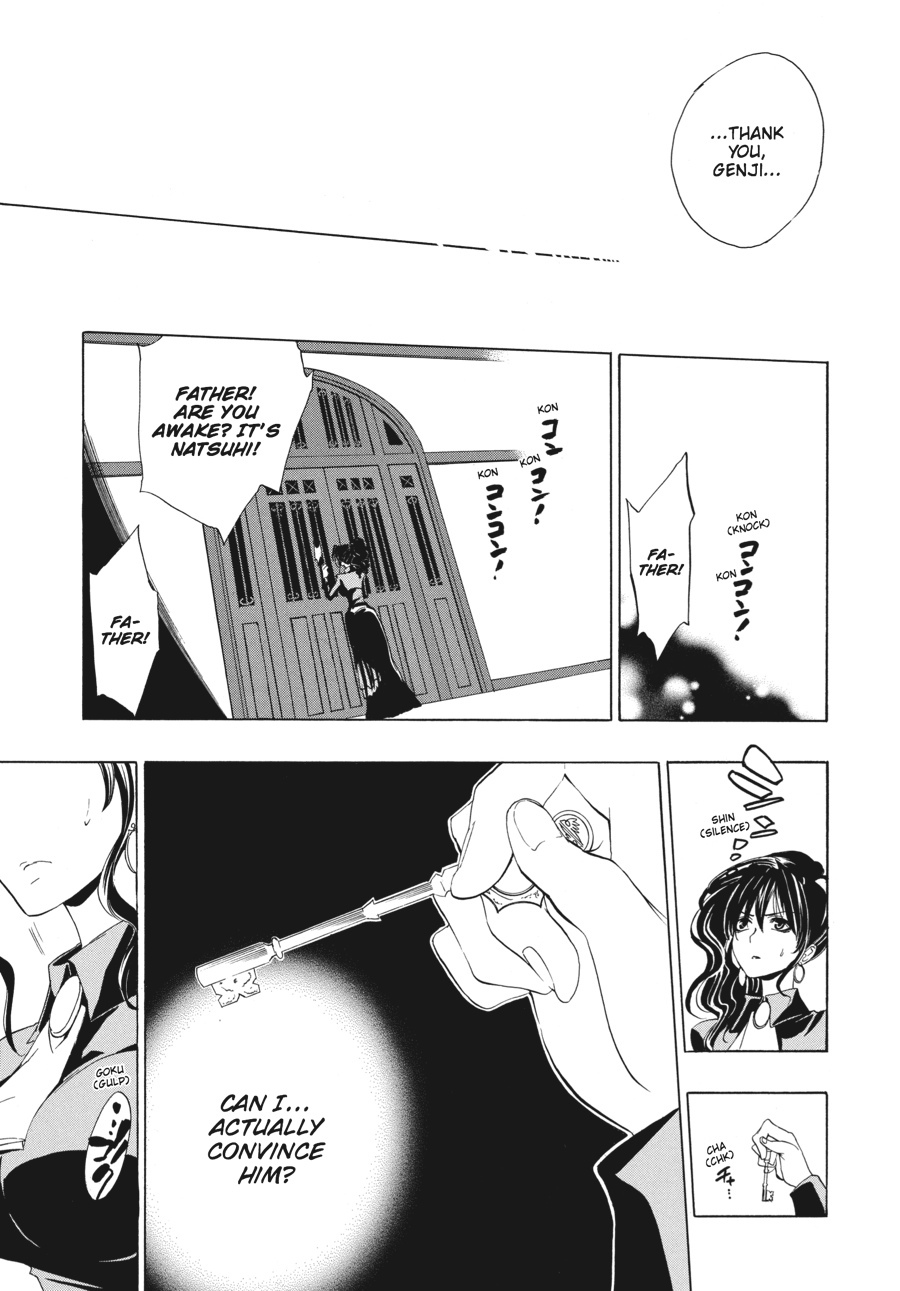 ...THANK
YOU,
GENJI...
KON
(KNOCK)
コンコン!
KON
FA-
THER!
KON
コン
KON
コン!
KON
コンコン!
FATHER!
ARE YOU
AWAKE? IT'S
NATSUHI!
FA-
THER!
SHIN
(SILENCE)
CHA
(CHK)
チャ...
CAN I...
ACTUALLY
CONVINCE
HIM?
GOKU
(GULP)